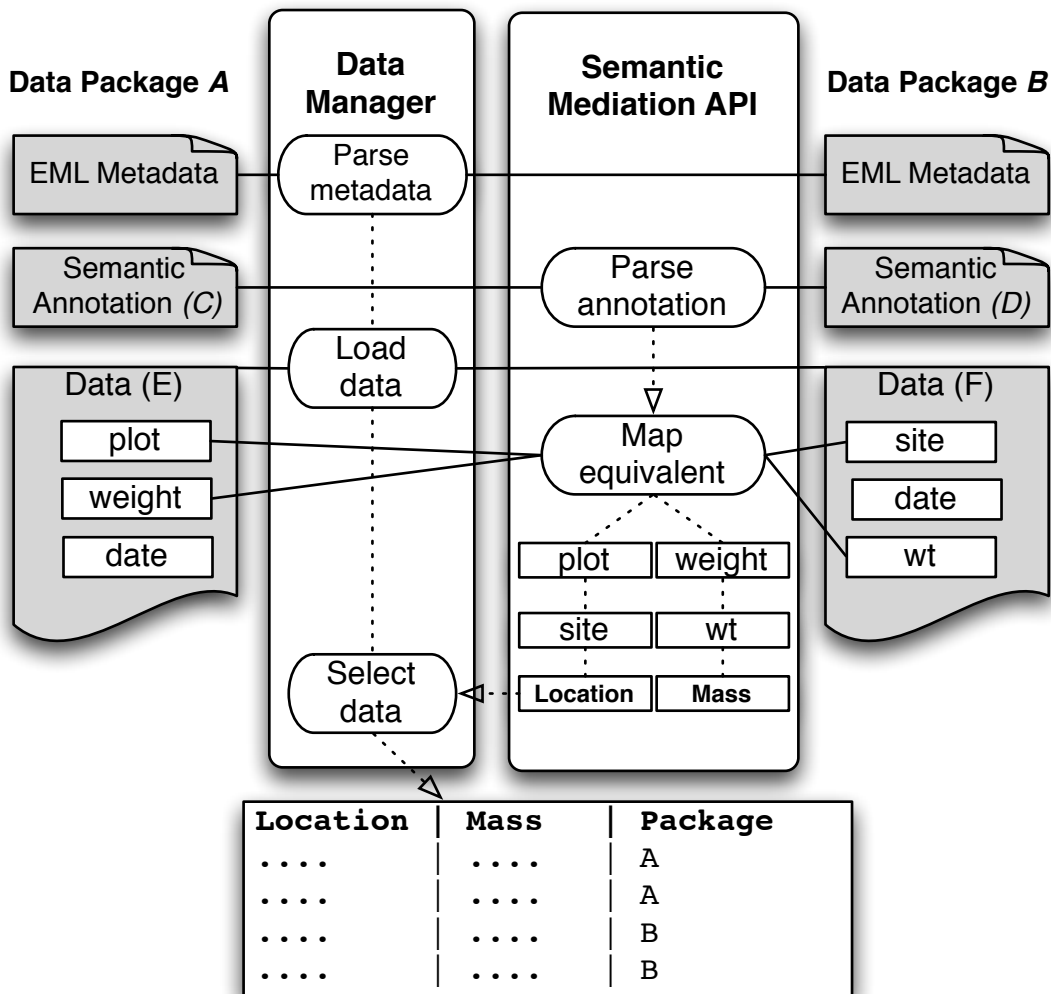 Data Package A
Data
Manager
Semantic
Mediation API
Data Package B
EML Metadata
Parse
metadata
EML Metadata
Semantic
Annotation (C)
Parse
annotation
Semantic
Annotation (D)
Load
data
Data (E)
plot
weight
date
Map
equivalent
Data (F)
site
date
wt
plot
weight
site
wt
Location
Mass
Select
data
Location | Mass | Package
.... | .... | A
.... | .... | A
.... | .... | B
.... | .... | B